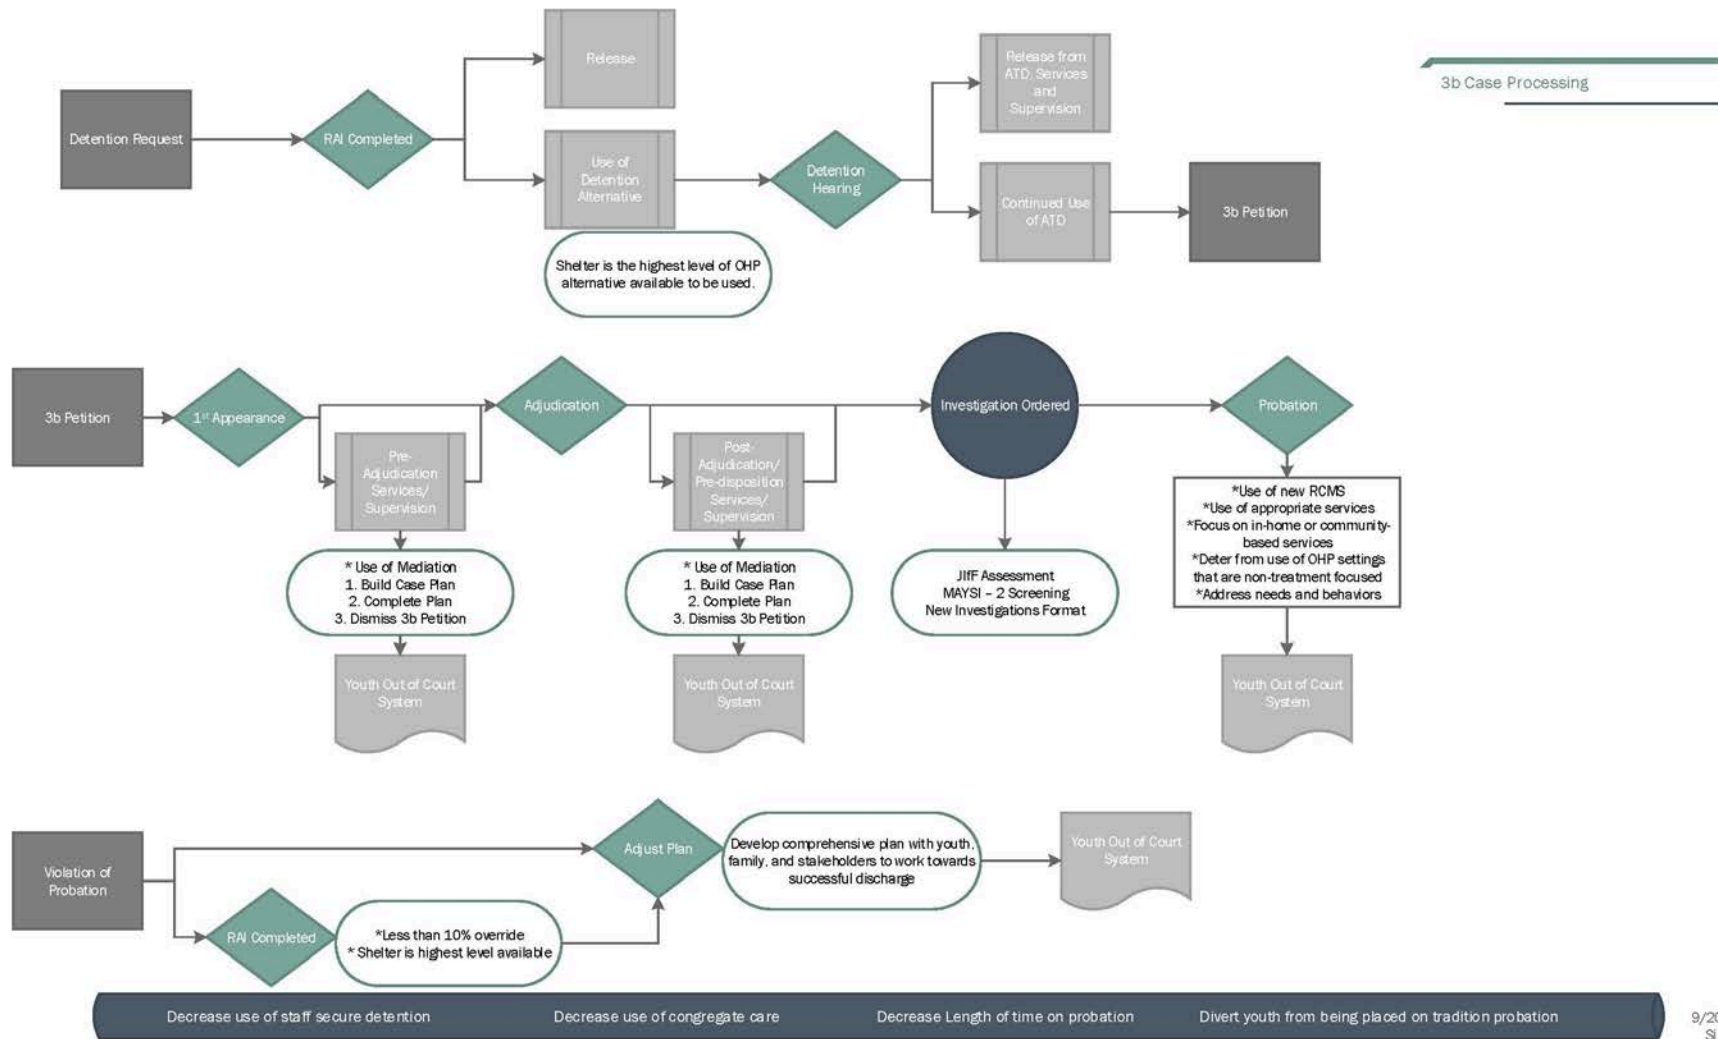 3b Case Processing
Release
Release from
ATD, Services
and
Supervision
Detention Request
RAI Completed
Use of
Detention
Alternative
Detention
Hearing
Continued Use
of ATD
3b Petition
Shelter is the highest level of OHP
alternative available to be used.
3b Petition
1st Appearance
Adjudication
Investigation Ordered
Probation
Pre-
Adjudication
Services/
Supervision
Post-
Adjudication/
Pre-disposition
Services/
Supervision
* Use of Mediation
1. Build Case Plan
2. Complete Plan
3. Dismiss 3b Petition
* Use of Mediation
1. Build Case Plan
2. Complete Plan
3. Dismiss 3b Petition
JIfF Assessment
MAYSI – 2 Screening
New Investigations Format
*Use of new RCMS
*Use of appropriate services
*Focus on in-home or community-
based services
*Deter from use of OHP settings
that are non-treatment focused
*Address needs and behaviors
Youth Out of Court
System
Youth Out of Court
System
Youth Out of Court
System
Violation of
Probation
Adjust Plan
Develop comprehensive plan with youth,
family, and stakeholders to work towards
successful discharge
Youth Out of Court
System
RAI Completed
*Less than 10% override
* Shelter is highest level available
Decrease use of staff secure detention
Decrease use of congregate care
Decrease Length of time on probation
Divert youth from being placed on tradition probation
9/20